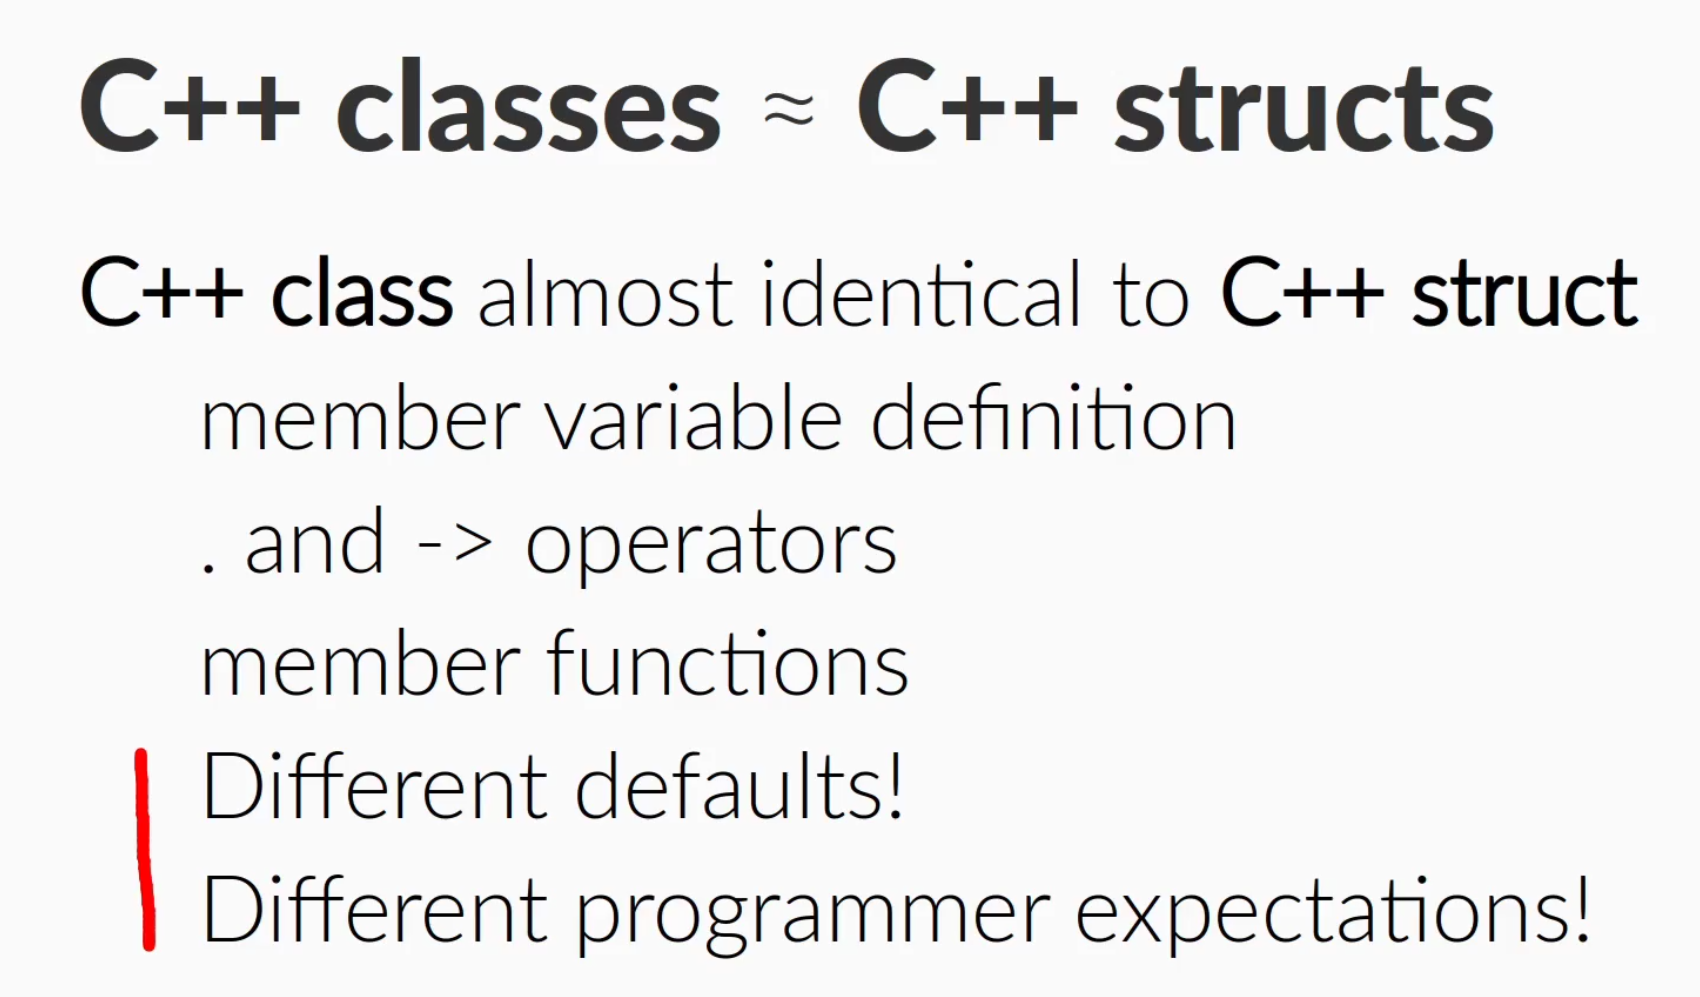 C++ classes ≈ C++ structs
C++ class almost identical to C++ struct
member variable definition
. and -> operators
member functions
Different defaults!
Different programmer expectations!